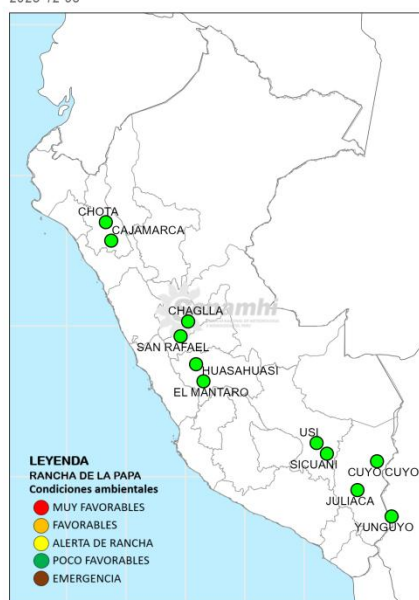 CHOTA
CAJAMARCA
Senamhi
CHAGLLA
SAN RAFAEL
HUASAHUASI
EL MANTARO
USI
SICUANI
CUYO CUYO
JULIACA
YUNGUYO
LEYENDA
RANCHA DE LA PAPA
Condiciones ambientales
MUY FAVORABLES
FAVORABLES
ALERTA DE RANCHA
POCO FAVORABLES
EMERGENCIA